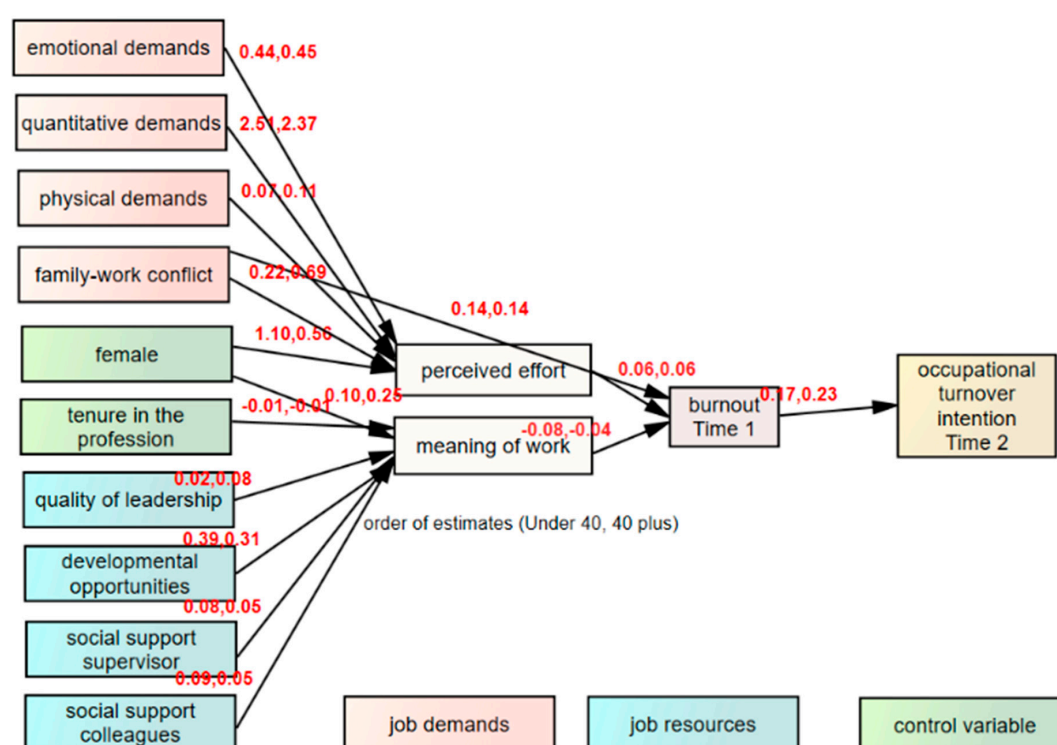 emotional demands
0.44,0.45
quantitative demands
2.51,2.37
physical demands
0.07,0.11
family-work conflict
0.22,0.69
0.14,0.14
female
1.10,0.56
perceived effort
0.06,0.06
occupational
turnover
intention
Time 2
tenure in the
profession
-0.01,-0.01
0.10,0.25
burnout
Time 1
0.17,0.23
meaning of work
-0.08,-0.04
quality of leadership
0.02,0.08
order of estimates (Under 40, 40 plus)
0.39,0.31
developmental
opportunities
0.08,0.05
social support
supervisor
0.09,0.05
social support
colleagues
job demands
job resources
control variable